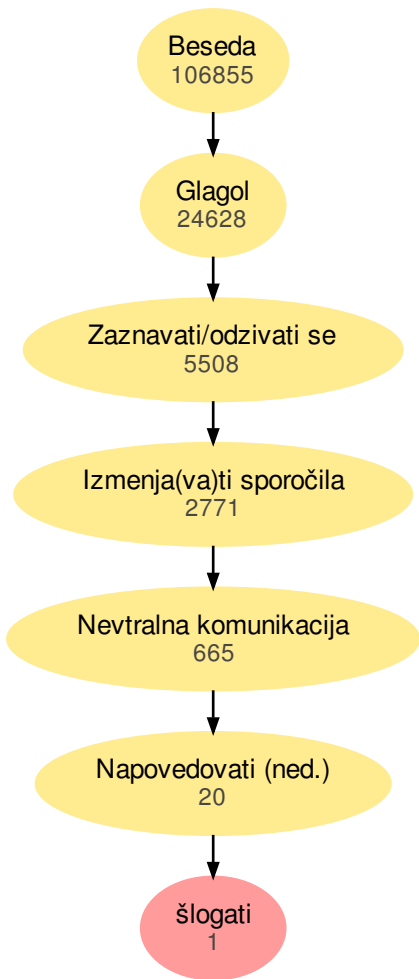 Beseda
106855
Glagol
24628
Zaznavati/odzivati se
5508
Izmenja(va)ti sporočila
2771
Nevtralna komunikacija
665
Napovedovati (ned.)
20
šlogati
1